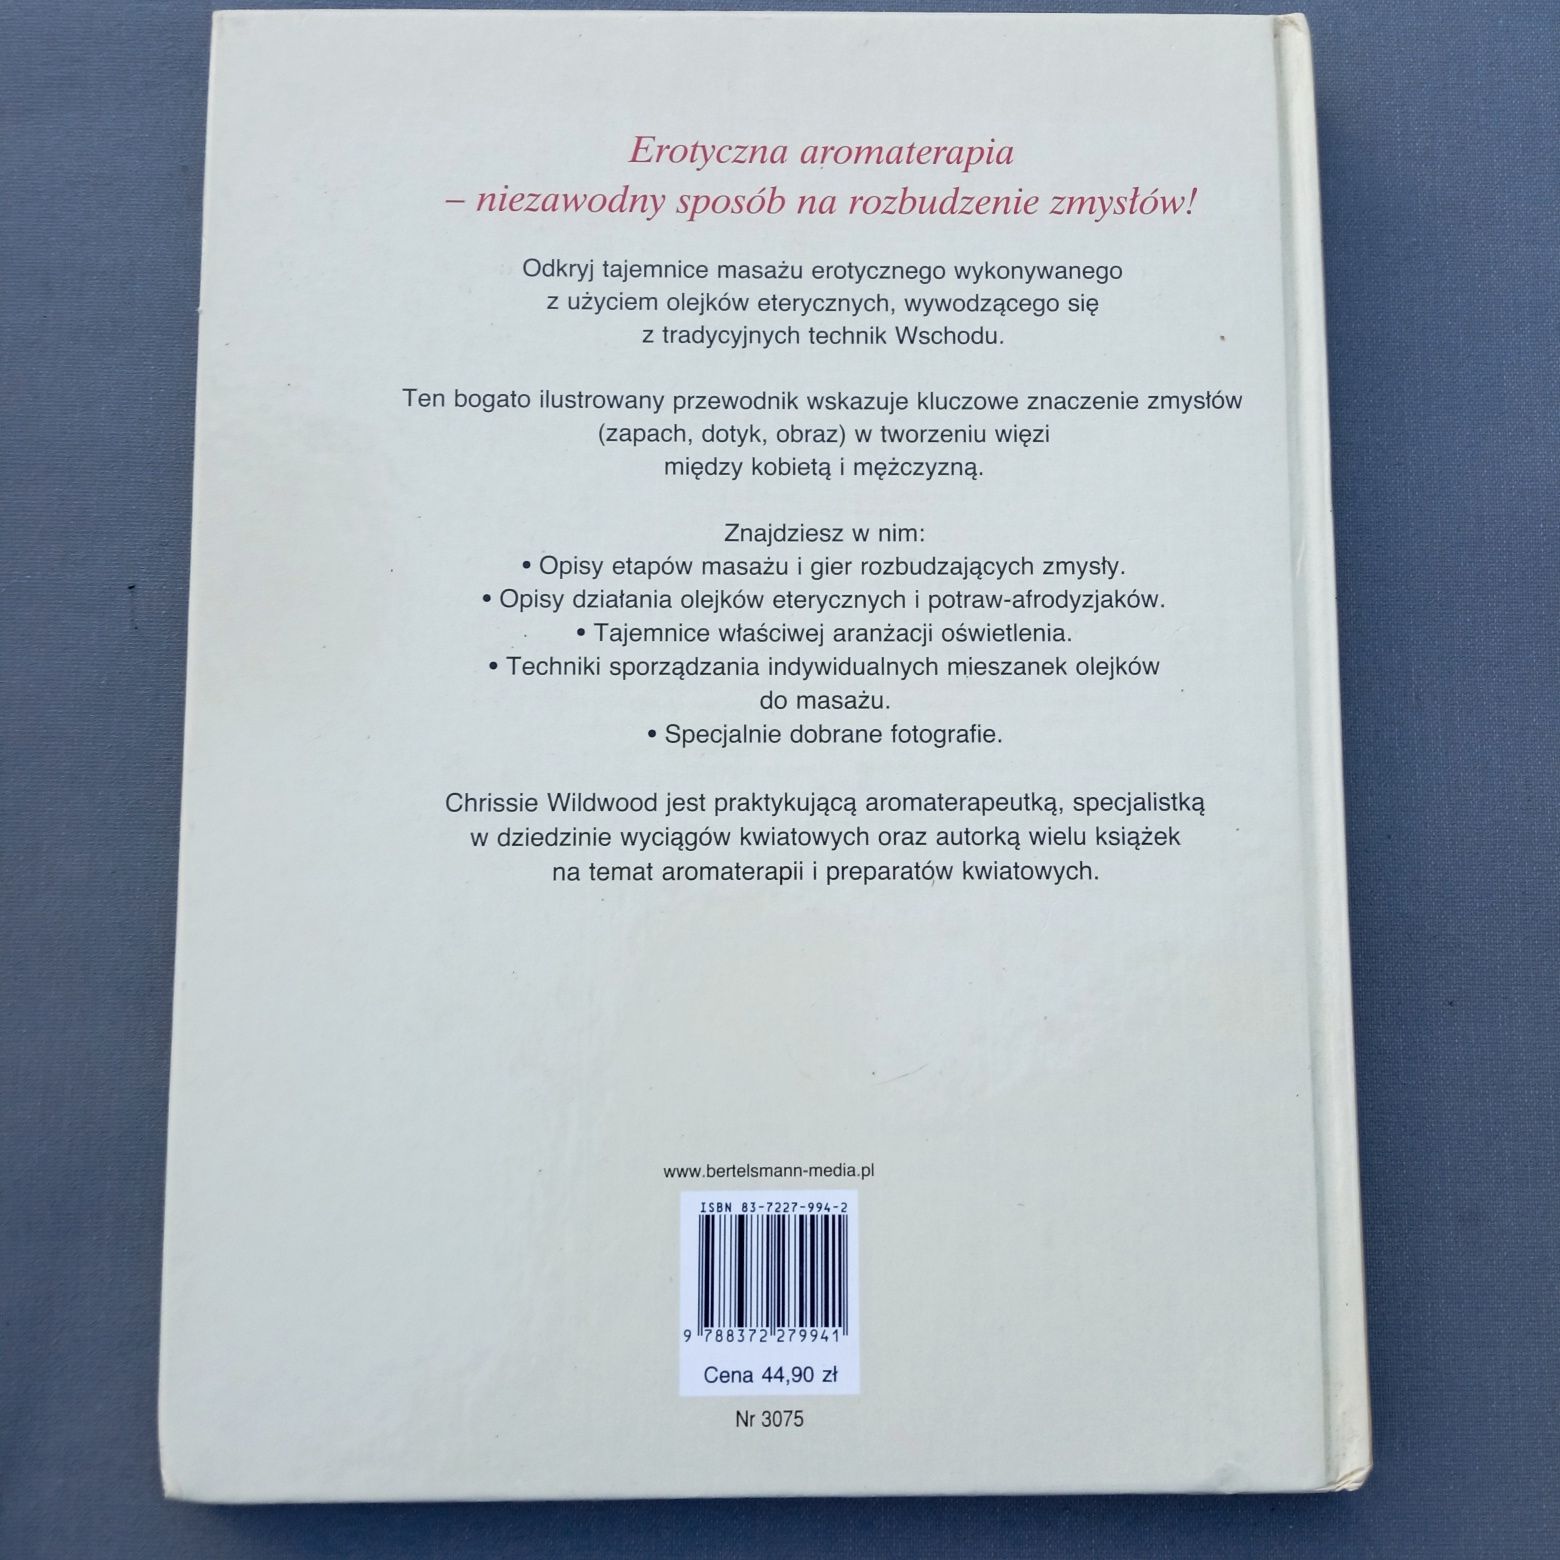 Erotyczna aromaterapia
– niezawodny sposób na rozbudzenie zmysłów!
Odkryj tajemnice masażu erotycznego wykonywanego
z użyciem olejków eterycznych, wywodzącego się
z tradycyjnych technik Wschodu.
Ten bogato ilustrowany przewodnik wskazuje kluczowe znaczenie zmysłów
(zapach, dotyk, obraz) w tworzeniu więzi
między kobietą i mężczyzną.
Znajdziesz w nim:
• Opisy etapów masażu i gier rozbudzających zmysły.
• Opisy działania olejków eterycznych i potraw-afrodyzjaków.
• Tajemnice właściwej aranżacji oświetlenia.
• Techniki sporządzania indywidualnych mieszanek olejków
do masażu.
• Specjalnie dobrane fotografie.
Chrissie Wildwood jest praktykującą aromaterapeutką, specjalistką
w dziedzinie wyciągów kwiatowych oraz autorką wielu książek
na temat aromaterapii i preparatów kwiatowych.
www.bertelsmann-media.pl
ISBN 83-7227-994-2
9 788372 279941
Cena 44,90 zł
Nr 3075